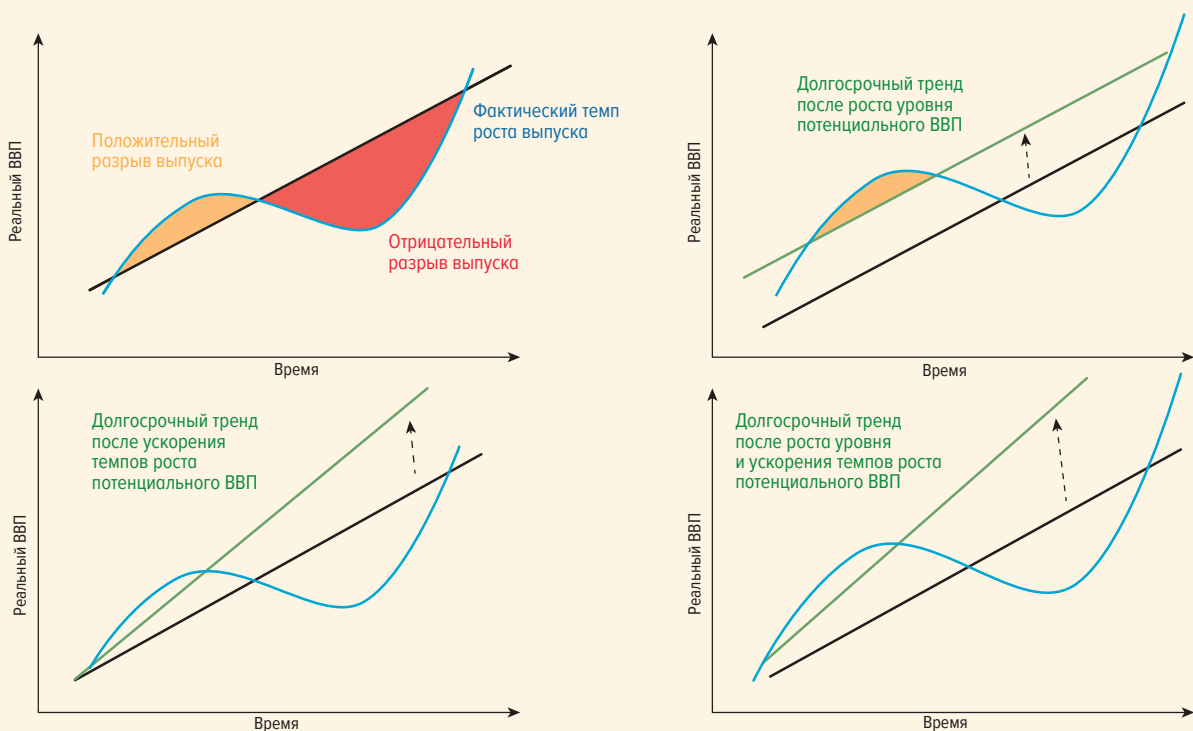 Реальный ВВП
Положительный
разрыв выпуска
Фактический темп
роста выпуска
Отрицательный
разрыв выпуска
Время
Реальный ВВП
Долгосрочный тренд
после роста уровня
потенциального ВВП
Время
Реальный ВВП
Долгосрочный тренд
после ускорения
темпов роста
потенциального ВВП
Время
Реальный ВВП
Долгосрочный тренд
после роста уровня
и ускорения темпов роста
потенциального ВВП
Время